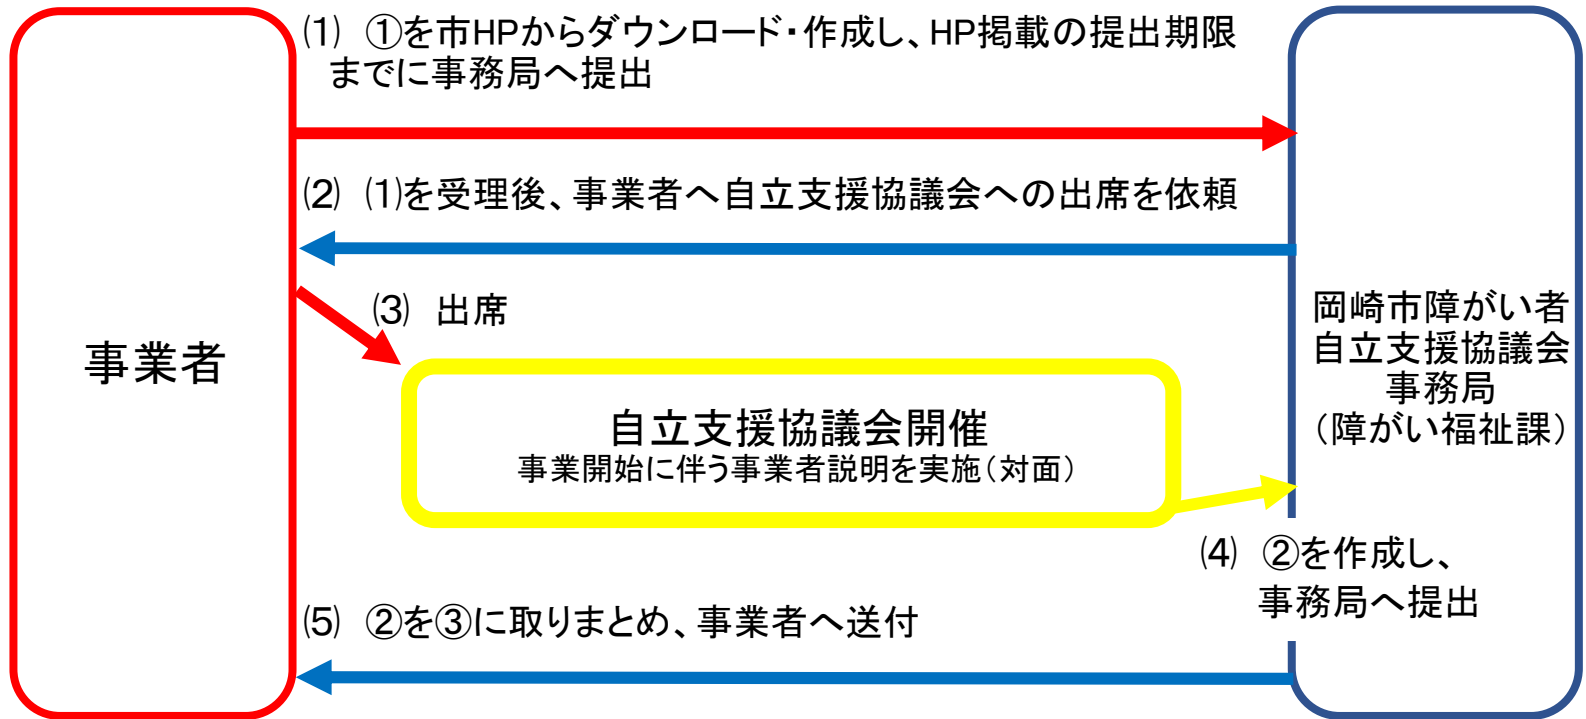 ⑴ ①を市HPからダウンロード・作成し、HP掲載の提出期限
までに事務局へ提出
⑵ ⑴を受理後、事業者へ自立支援協議会への出席を依頼
⑶ 出席
事業者
自立支援協議会開催
事業開始に伴う事業者説明を実施(対面)
岡崎市障がい者
自立支援協議会
事務局
(障がい福祉課)
⑷ ②を作成し、
事務局へ提出
⑸ ②を③に取りまとめ、事業者へ送付